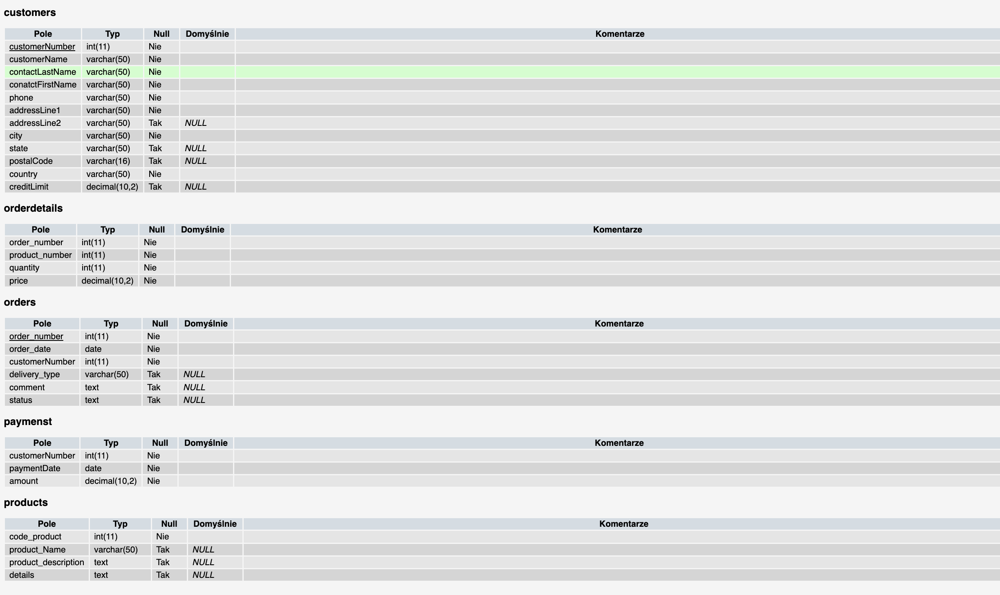 customers
Pole Typ Null Domyślnie Komentarze
customerNumber int(11) Nie
customerName varchar(50) Nie
contactLastName varchar(50) Nie
conatctFirstName varchar(50) Nie
phone varchar(50) Nie
addressLine1 varchar(50) Nie
addressLine2 varchar(50) Tak NULL
city varchar(50) Nie
state varchar(50) Tak NULL
postalCode varchar(16) Tak NULL
country varchar(50) Nie
creditLimit decimal(10,2) Tak NULL
orderdetails
Pole Typ Null Domyślnie Komentarze
order_number int(11) Nie
product_number int(11) Nie
quantity int(11) Nie
price decimal(10,2) Nie
orders
Pole Typ Null Domyślnie Komentarze
order_number int(11) Nie
order_date date Nie
customerNumber int(11) Nie
delivery_type varchar(50) Tak NULL
comment text Tak NULL
status text Tak NULL
paymenst
Pole Typ Null Domyślnie Komentarze
customerNumber int(11) Nie
paymentDate date Nie
amount decimal(10,2) Nie
products
Pole Typ Null Domyślnie Komentarze
code_product int(11) Nie
product_Name varchar(50) Tak NULL
product_description text Tak NULL
details text Tak NULL